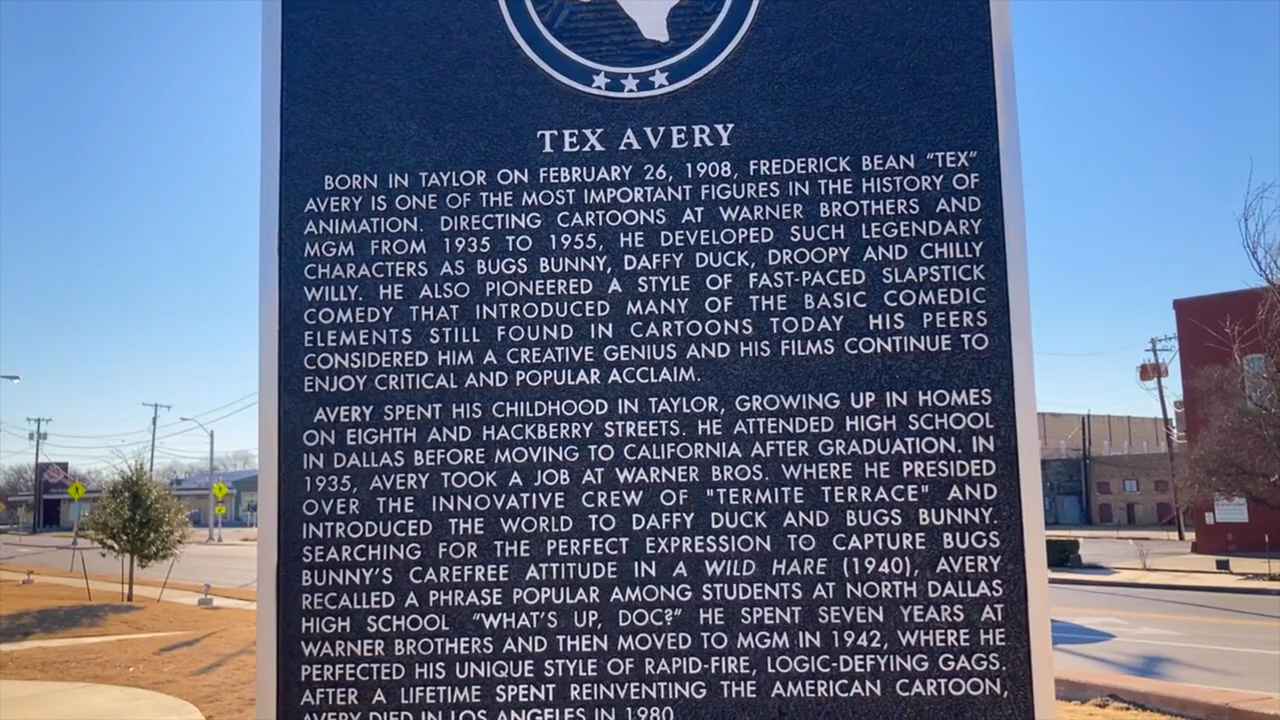 TEX AVERY
BORN IN TAYLOR ON FEBRUARY 26, 1908, FREDERICK BEAN "TEX"
AVERY IS ONE OF THE MOST IMPORTANT FIGURES IN THE HISTORY OF
ANIMATION. DIRECTING CARTOONS AT WARNER BROTHERS AND
MGM FROM 1935 TO 1955, HE DEVELOPED SUCH LEGENDARY
CHARACTERS AS BUGS BUNNY, DAFFY DUCK, DROOPY AND CHILLY
WILLY. HE ALSO PIONEERED A STYLE OF FAST-PACED SLAPSTICK
COMEDY THAT INTRODUCED MANY OF THE BASIC COMEDIC
ELEMENTS STILL FOUND IN CARTOONS TODAY HIS PEERS
CONSIDERED HIM A CREATIVE GENIUS AND HIS FILMS CONTINUE TO
ENJOY CRITICAL AND POPULAR ACCLAIM.
AVERY SPENT HIS CHILDHOOD IN TAYLOR, GROWING UP IN HOMES
ON EIGHTH AND HACKBERRY STREETS. HE ATTENDED HIGH SCHOOL
IN DALLAS BEFORE MOVING TO CALIFORNIA AFTER GRADUATION. IN
1935, AVERY TOOK A JOB AT WARNER BROS. WHERE HE PRESIDED
OVER THE INNOVATIVE CREW OF "TERMITE TERRACE" AND
INTRODUCED THE WORLD TO DAFFY DUCK AND BUGS BUNNY.
SEARCHING FOR THE PERFECT EXPRESSION TO CAPTURE BUGS
BUNNY'S CAREFREE ATTITUDE IN A WILD HARE (1940), AVERY
RECALLED A PHRASE POPULAR AMONG STUDENTS AT NORTH DALLAS
HIGH SCHOOL "WHAT'S UP, DOC?" HE SPENT SEVEN YEARS AT
WARNER BROTHERS AND THEN MOVED TO MGM IN 1942, WHERE HE
PERFECTED HIS UNIQUE STYLE OF RAPID-FIRE, LOGIC-DEFYING GAGS.
AFTER A LIFETIME SPENT REINVENTING THE AMERICAN CARTOON,
AVERY DIED IN LOS ANGELES IN 1980.